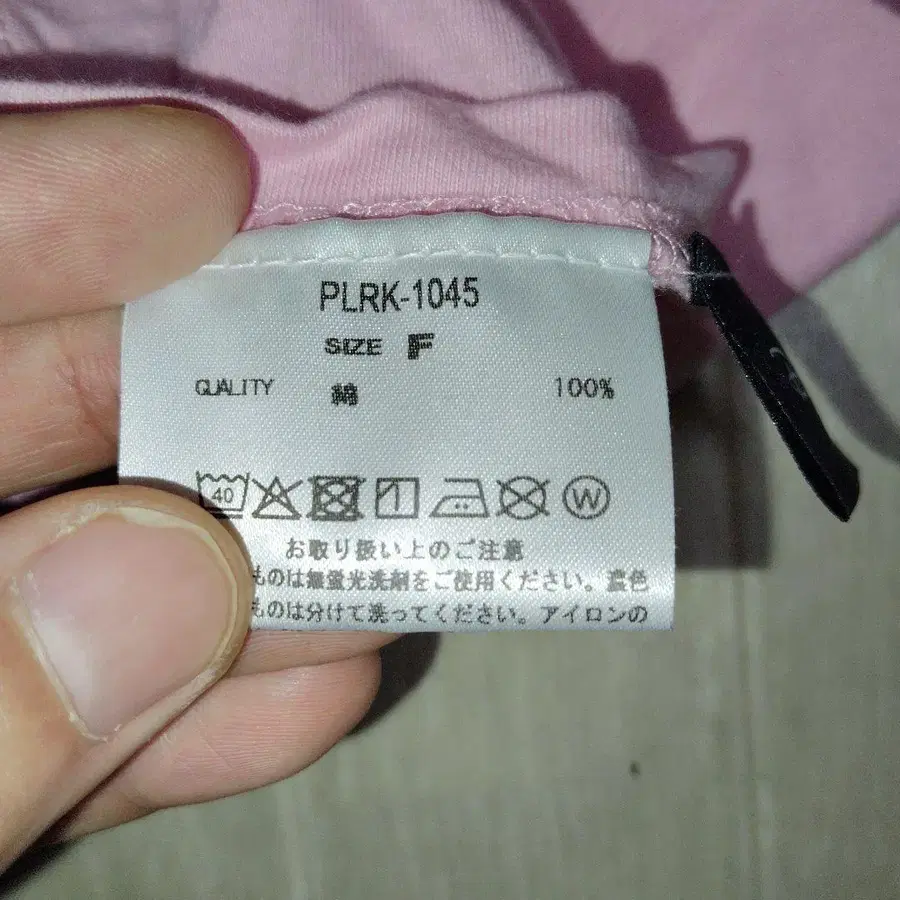 PLRK-1045
SIZE F
QUALITY 綿 100%
40
W
お取り扱い上のご注意
ものは無蛍光洗剤をご使用ください。濃色
ものは分けて洗ってください。アイロンの